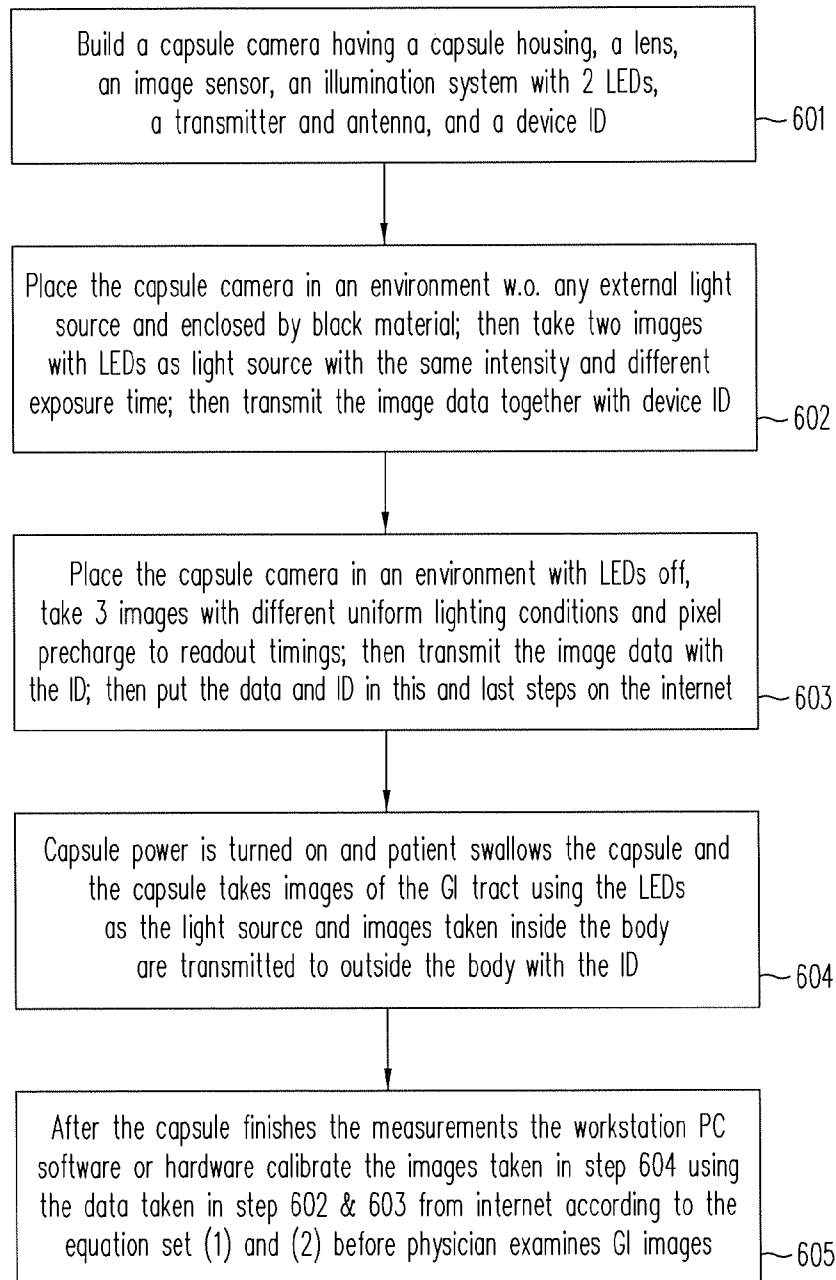 Build a capsule camera having a capsule housing, a lens,
an image sensor, an illumination system with 2 LEDs,
a transmitter and antenna, and a device ID
601
Place the capsule camera in an environment w.o. any external light
source and enclosed by black material; then take two images
with LEDs as light source with the same intensity and different
exposure time; then transmit the image data together with device ID
602
Place the capsule camera in an environment with LEDs off,
take 3 images with different uniform lighting conditions and pixel
precharge to readout timings; then transmit the image data with
the ID; then put the data and ID in this and last steps on the internet
603
Capsule power is turned on and patient swallows the capsule and
the capsule takes images of the GI tract using the LEDs
as the light source and images taken inside the body
are transmitted to outside the body with the ID
604
After the capsule finishes the measurements the workstation PC
software or hardware calibrate the images taken in step 604 using
the data taken in step 602 & 603 from internet according to the
equation set (1) and (2) before physician examines GI images
605